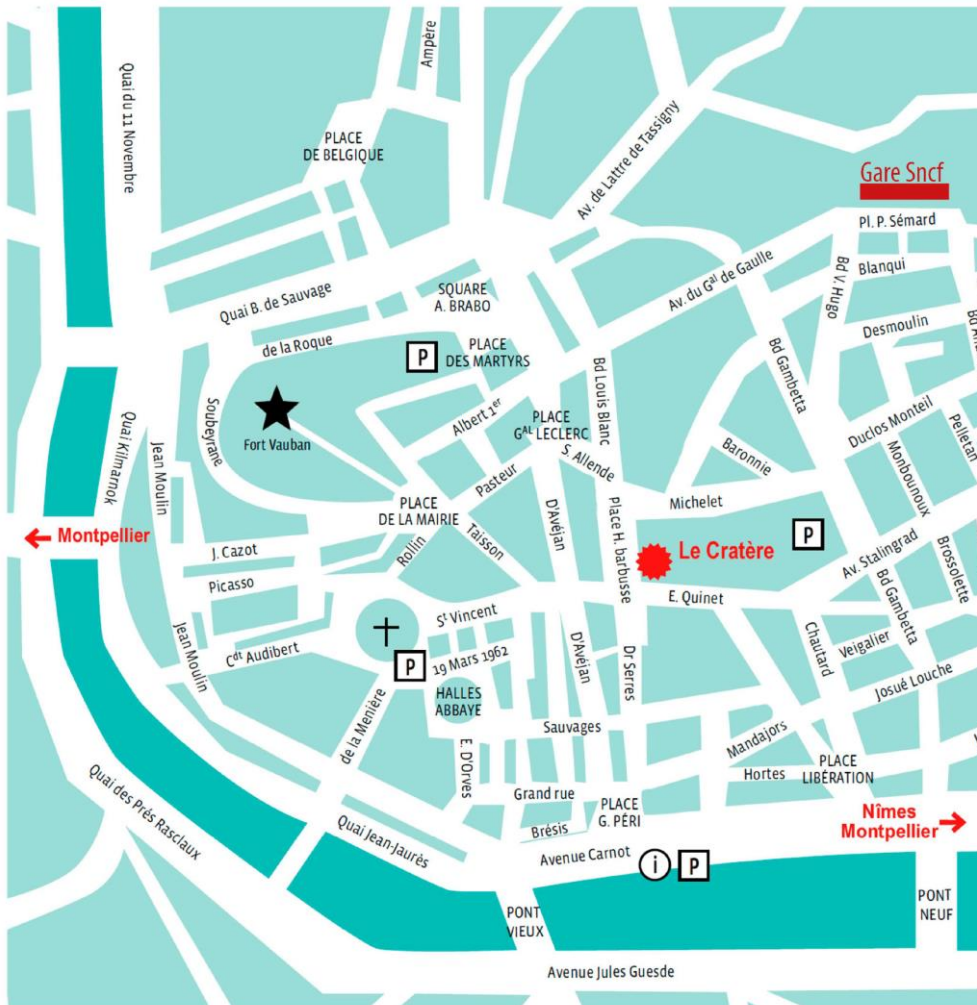 Quai du 11 Novembre
Ampère
PLACE
DE BELGIQUE
Av. de Lattre de Tassigny
Gare Sncf
Pl. P. Sémard
Blanqui
Bd V. Hugo
Desmoulin
Av. du Gal de Gaulle
Quai B. de Sauvage
SQUARE
A. BRABO
de la Roque
P
PLACE
DES MARTYRS
Bd Louis Blanc
Bd Gambetta
Duclos Monteil
Pelletan
Monbounoux
Soubeyrane
Fort Vauban
Albert 1er
PLACE
GAL LECLERC
S. Allende
Baronnie
Quai Kilmarnok
Jean Moulin
Pasteur
Michelet
PLACE
DE LA MAIRIE
D'Avéjan
Place H. barbusse
P
Montpellier
J. Cazot
Rollin
Taisson
Le Cratère
Av. Stalingrad
Brossolette
Picasso
E. Quinet
Bd Gambetta
St Vincent
Jean Moulin
Cdt Audibert
P
19 Mars 1962
D'Avéjan
Dr Serres
Chautard
Veigalier
Josué Louche
HALLES
ABBAYE
de la Menière
Sauvages
Mandajors
E. D'Orves
Hortes
PLACE
LIBÉRATION
Grand rue
PLACE
G. PÉRI
Brésis
Nîmes
Montpellier
Quai des Prés Rasclaux
Quai Jean-Jaurès
Avenue Carnot
i
P
PONT
VIEUX
PONT
NEUF
Avenue Jules Guesde